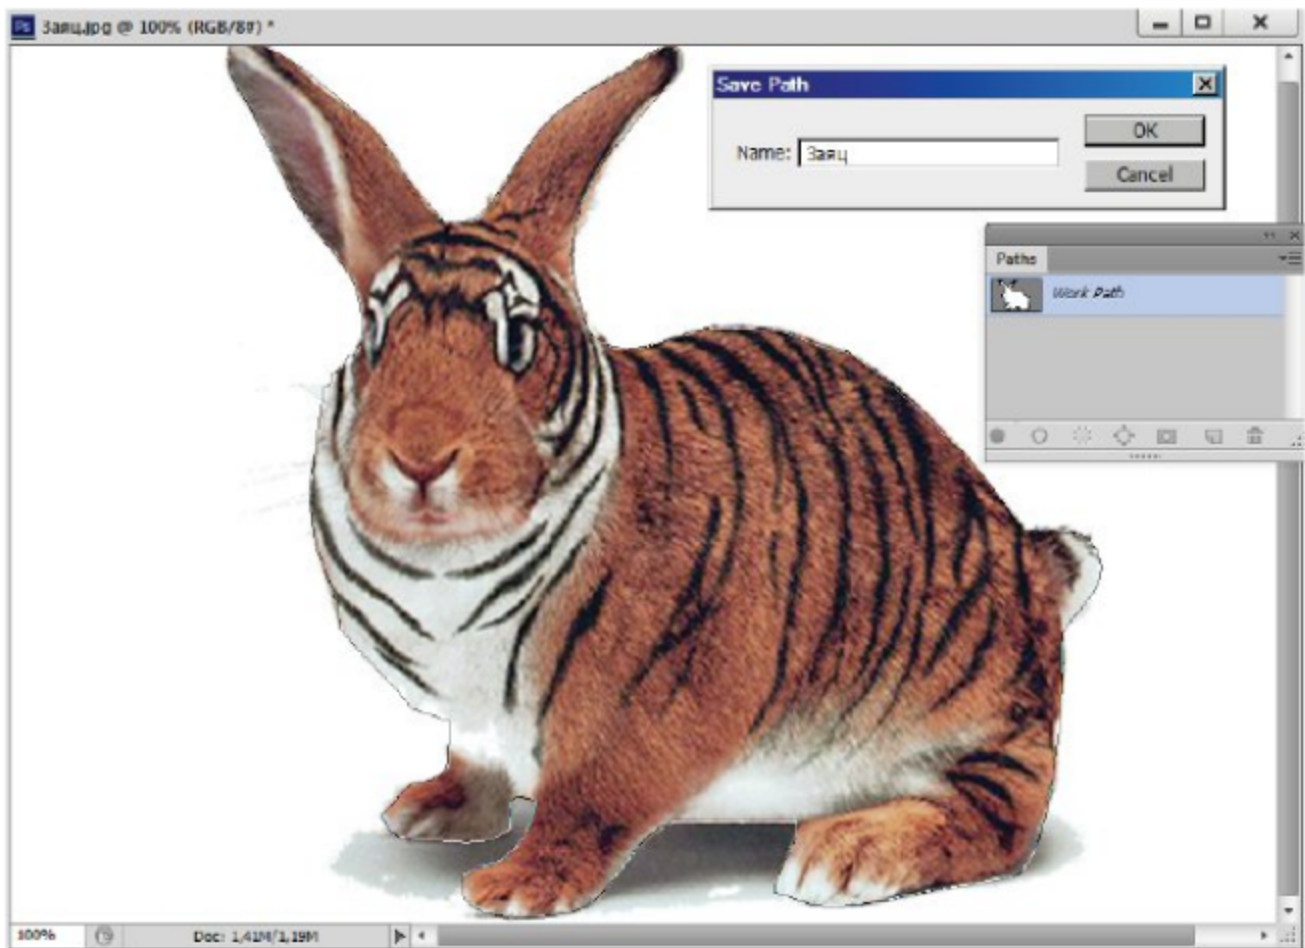 Заяц.jpg @ 100% (RGB/8#) *
Save Path
Name: Заяц
OK
Cancel
Paths
Work Path
100%
Doc: 1,41M/1,19M